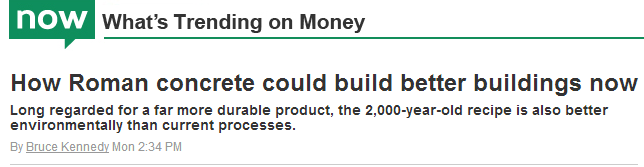 now What's Trending on Money
How Roman concrete could build better buildings now
Long regarded for a far more durable product, the 2,000-year-old recipe is also better
environmentally than current processes.
By Bruce Kennedy Mon 2:34 PM